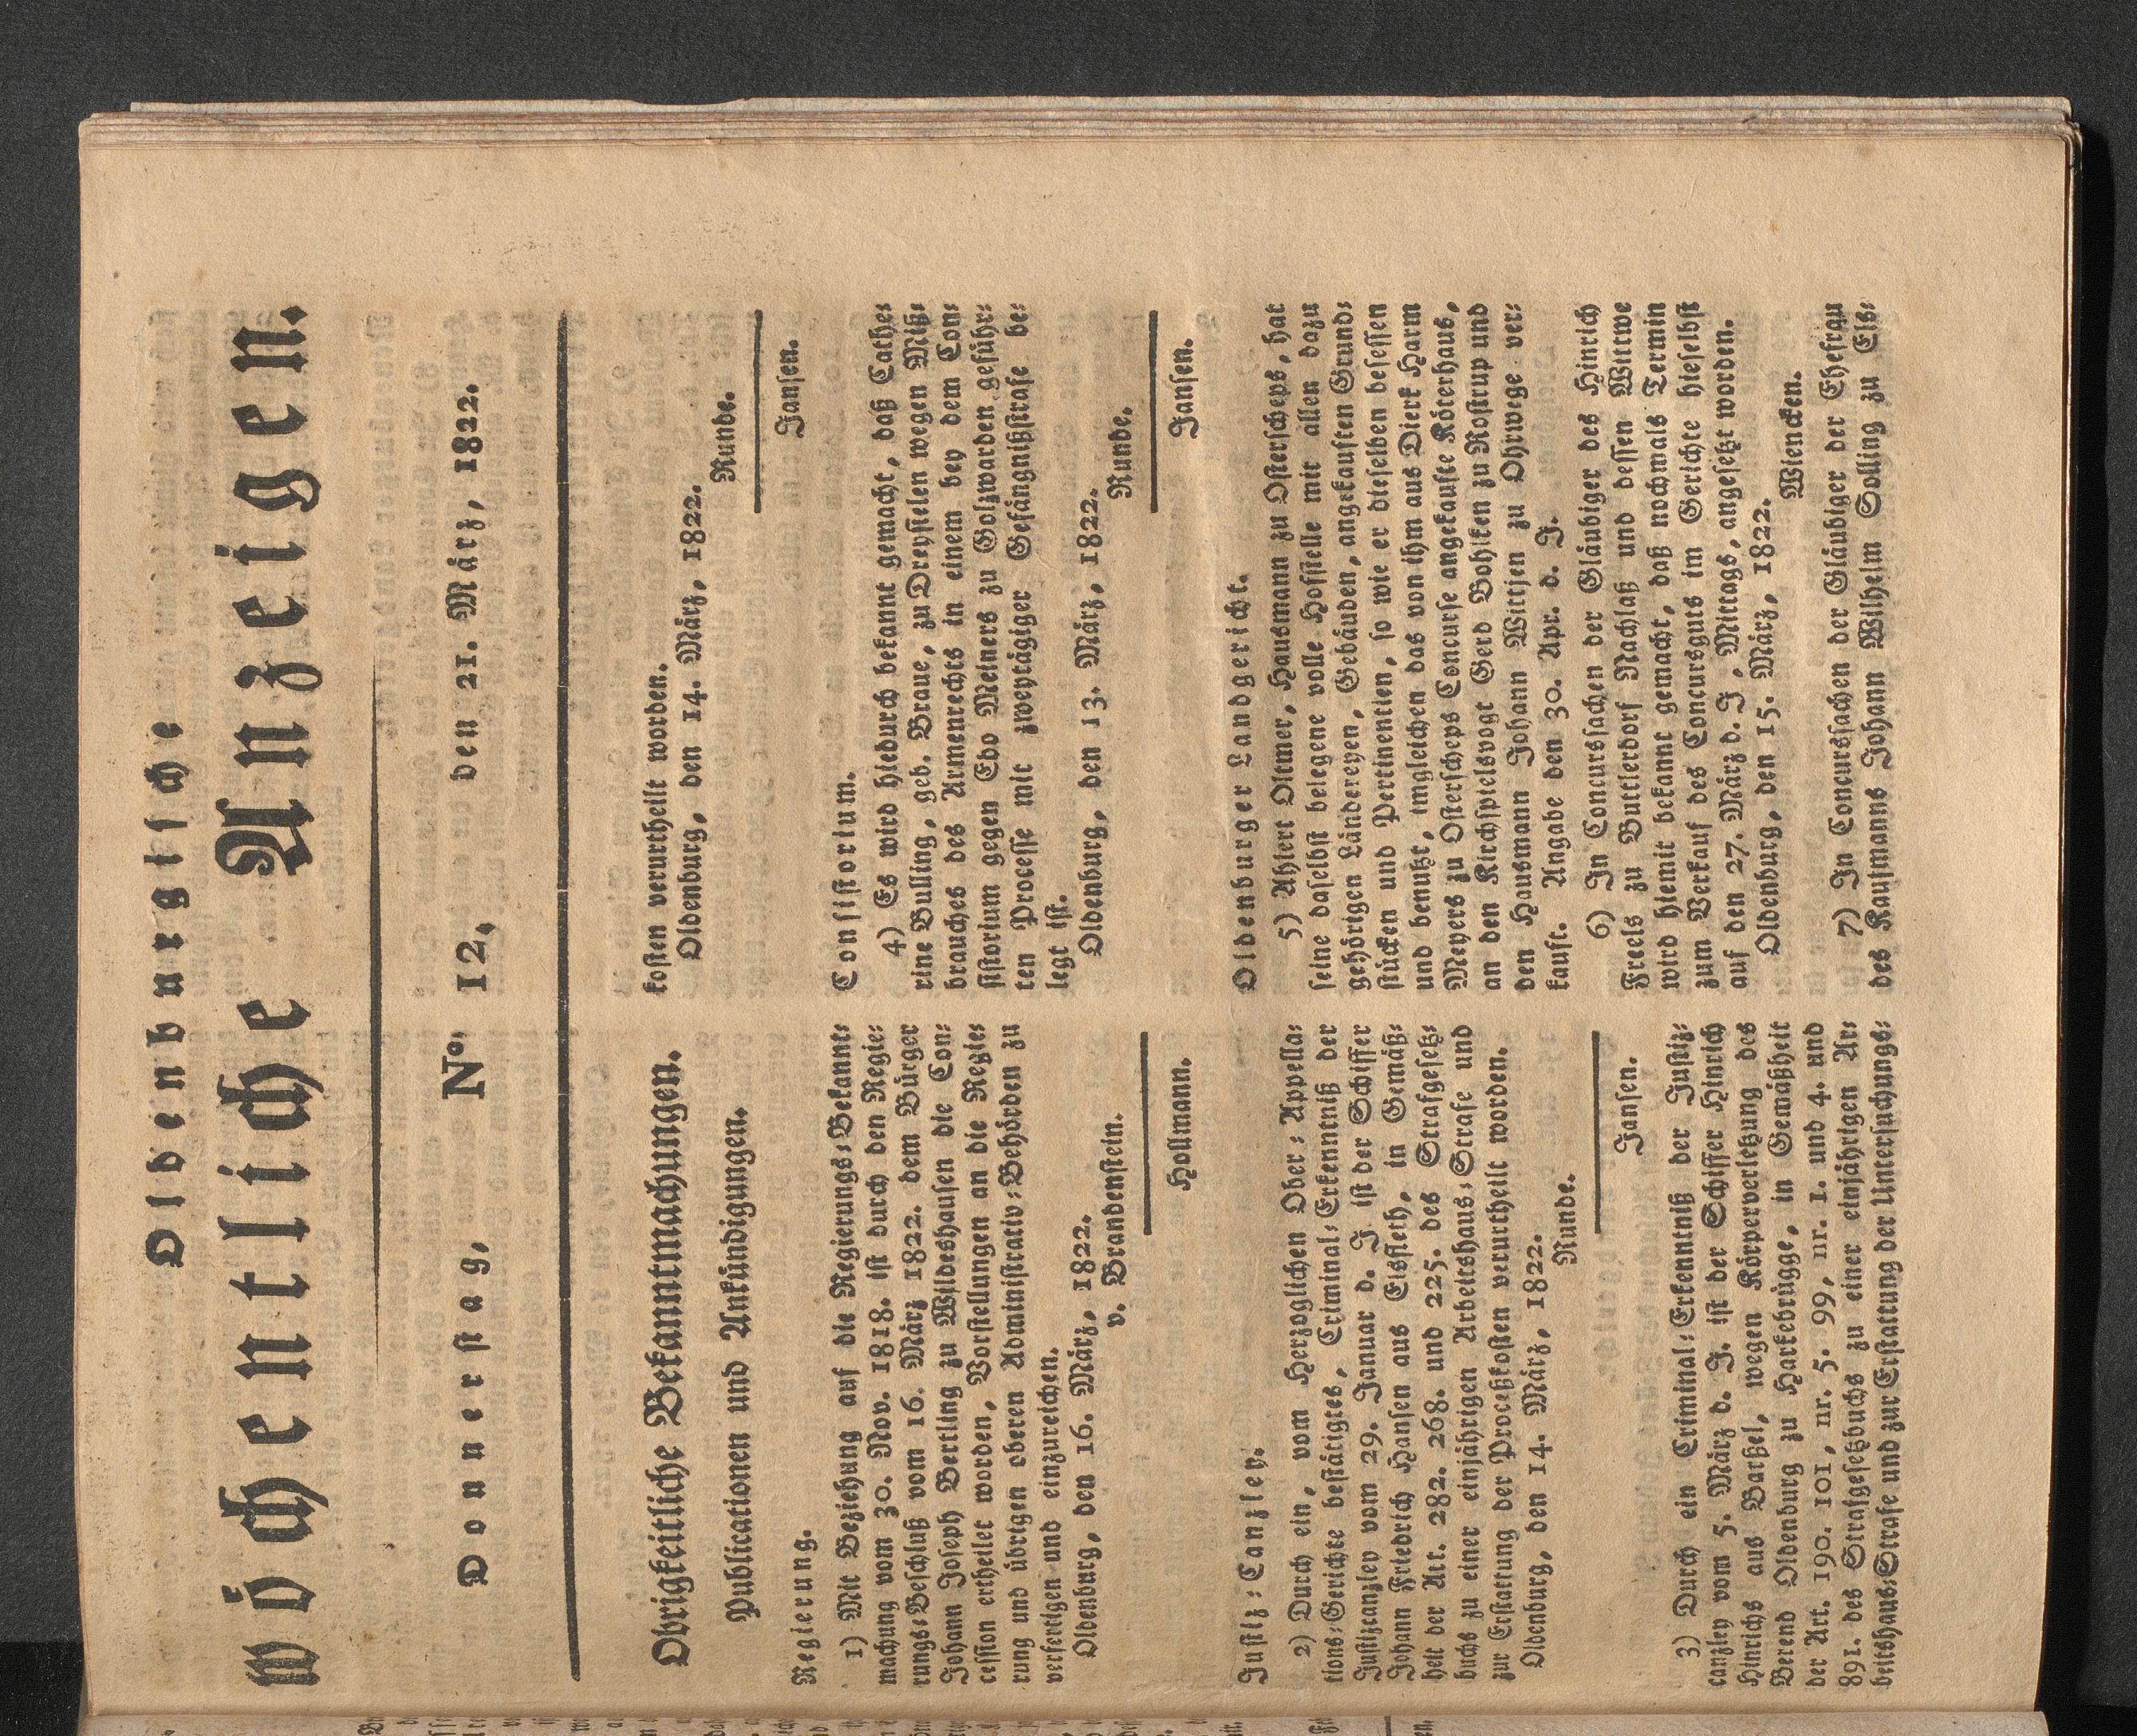 Oldenburgische
wöchentliche Anzeigen.
Donnerstag, No. 12, den 21. März, 1822.
Obrigkeitliche Bekanntmachungen.
Publicationen und Ankündigungen.
Regierung.
1) Mit Beziehung auf die Regierungs-Bekannt-
machung vom 30. Nov. 1818. ist durch den Regie-
rungs-Beschluß vom 16. März 1822. dem Bürger
Johann Joseph Bertling zu Wildeshausen die Con-
cession ertheilet worden, Vorstellungen an die Regie-
rung und übrigen oberen Administrativ-Behörden zu
verfertigen und einzureichen.
Oldenburg, den 16. März, 1822.
v. Brandenstein.
Hollmann.
Justiz-Canzley.
2) Durch ein, vom Herzoglichen Ober-Appella-
tions-Gerichte bestätigtes, Criminal-Erkenntniß der
Justizcanzley vom 29. Januar d. J. ist der Schiffer
Johann Friedrich Hansen aus Elsfleth, in Gemäß-
heit der Art. 282. 268. und 225. des Strafgesetz-
buchs zu einer einjährigen Arbeitshaus-Strafe und
zur Erstattung der Proceßkosten verurtheilt worden.
Oldenburg, den 14. März, 1822.
Runde.
Jansen.
3) Durch ein Criminal-Erkenntniß der Justiz-
canzley vom 5. März d. J. ist der Schiffer Hinrich
Hinrichs aus Barßel, wegen Körperverletzung des
Berend Oldenburg zu Harkebrügge, in Gemäßheit
der Art. 190. 101, nr. 5. 99, nr. 1. und 4. und
891. des Strafgesetzbuchs zu einer einjährigen Ar-
beitshaus-Strafe und zur Erstattung der Untersuchungs-
kosten verurtheilt worden.
Oldenburg, den 14. März, 1822.
Runde.
Jansen.
Consistorium.
4) Es wird hiedurch bekannt gemacht, daß Cathe-
rine Bulling, geb. Braue, zu Dreysielen wegen Miß-
brauches des Armenrechts in einem bey dem Con-
sistorium gegen Ebo Meiners zu Golzwarden geführ-
ten Processe mit zweytägiger Gefängnißstrafe be-
legt ist.
Oldenburg, den 13. März, 1822.
Runde.
Jansen.
Oldenburger Landgericht.
5) Ahlert Oltmer, Hausmann zu Osterscheps, hat
seine daselbst belegene volle Hofstelle mit allen dazu
gehörigen Ländereyen, Gebäuden, angekauften Grund-
stücken und Pertinentien, so wie er dieselben besessen
und benutzt, imgleichen das von ihm aus Dierk Harm
Meyers zu Osterscheps Concurse angekaufte Köterhaus,
an den Kirchspielsvogt Gerd Bohlken zu Rostrup und
den Hausmann Johann Wittjen zu Ohrwege ver-
kauft. Angabe den 30. Apr. d. J.
6) In Concurssachen der Gläubiger des Hinrich
Freels zu Buttlerdorf Nachlaß und dessen Witwe
wird hiemit bekannt gemacht, daß nochmals Termin
zum Verkauf des Concursguts im Gerichte hieselbst
auf den 27. März d. J, Mittags, angesetzt worden.
Oldenburg, den 15. März, 1822.
Wiencken.
7) In Concurssachen der Gläubiger der Ehefrau
des Kaufmanns Johann Wilhelm Solling zu Els-